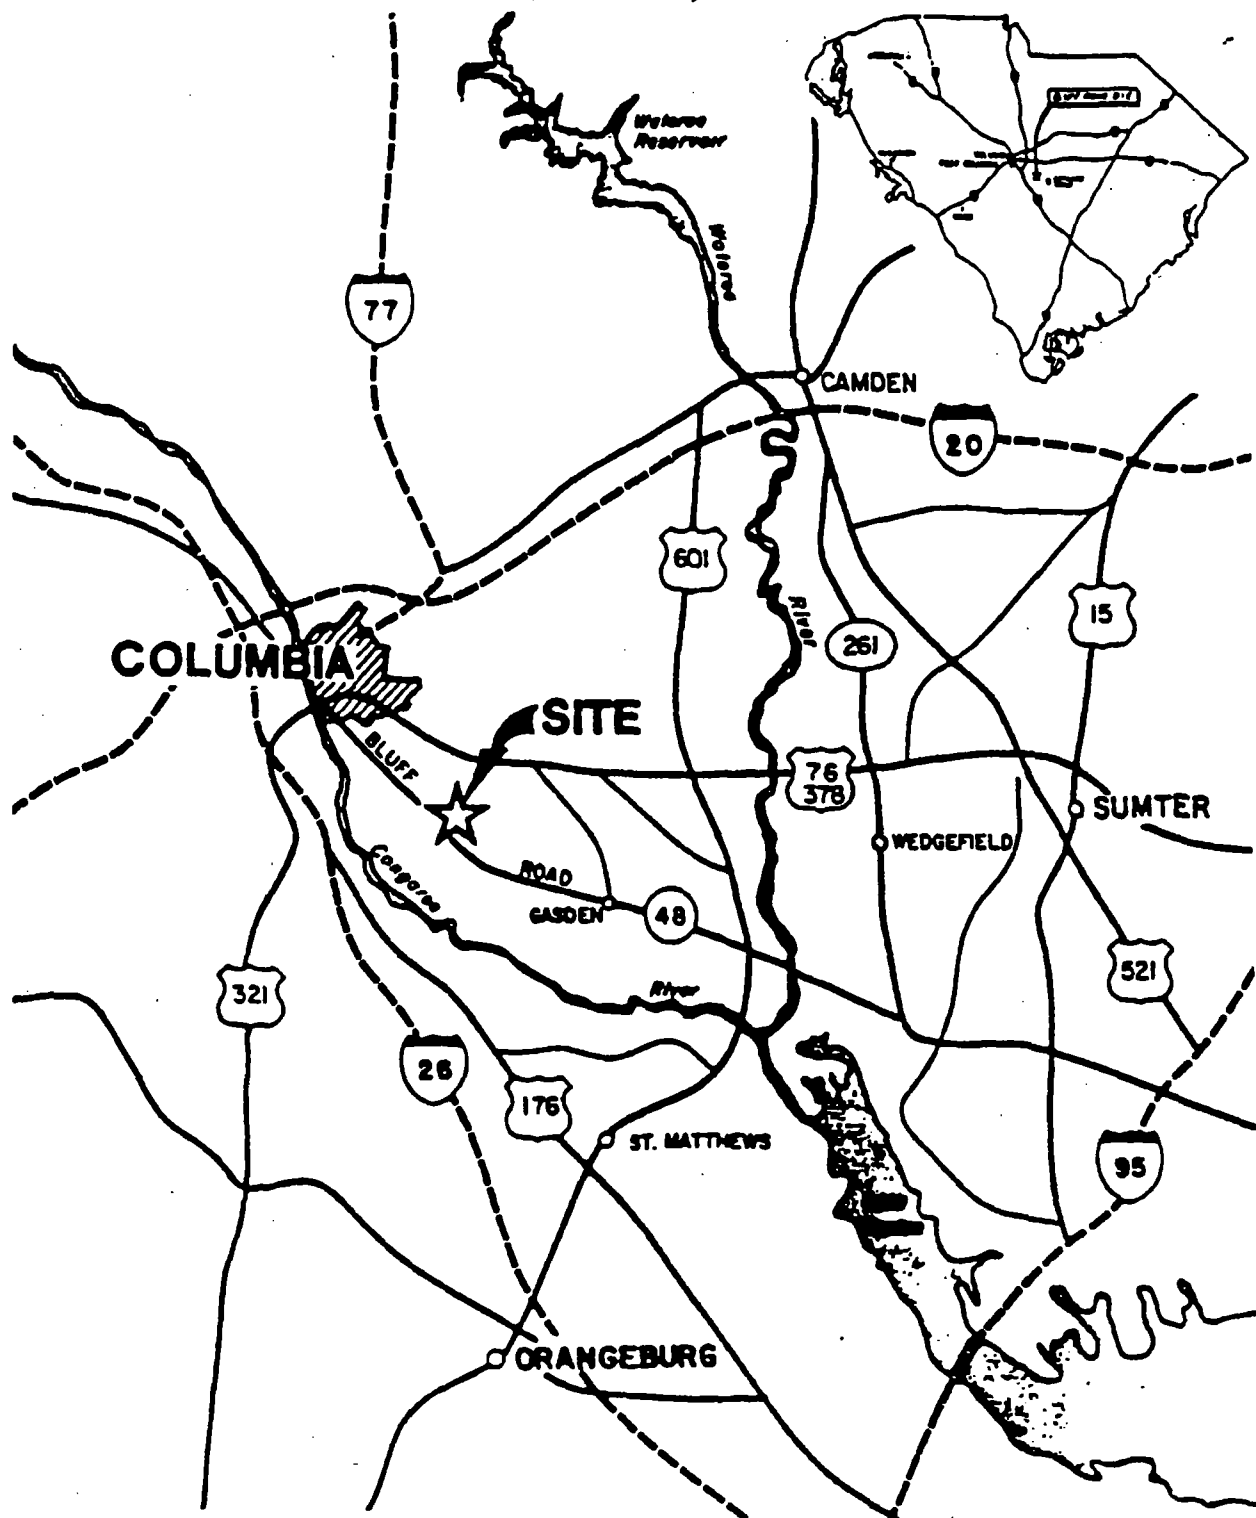 Wateree
Reservoir
Wateree
77
CAMDEN
20
601
River
15
261
COLUMBIA
SITE
BLUFF
76
378
SUMTER
WEDGEFIELD
Congaree
ROAD
GASDEN
48
321
521
River
26
176
ST. MATTHEWS
95
ORANGEBURG